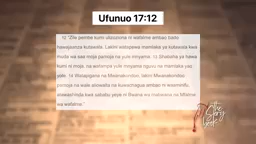 Ufunuo 17:12
12 “Zile pembe kumi ulizoziona ni wafalme ambao bado
hawajaanza kutawala. Lakini watapewa mamlaka ya kutawala kwa
muda wa saa moja pamoja na yule mnyama. 13 Shabaha ya hawa
kumi ni moja, na watampa yule mnyama nguvu na mamlaka yao
yote. 14 Watapigana na Mwanakondoo, lakini Mwanakondoo
pamoja na wale aliowaita na kuwachagua ambao ni waaminifu,
atawashinda kwa sababu yeye ni Bwana wa mabwana na Mfalme
wa wafalme.”
The
Story